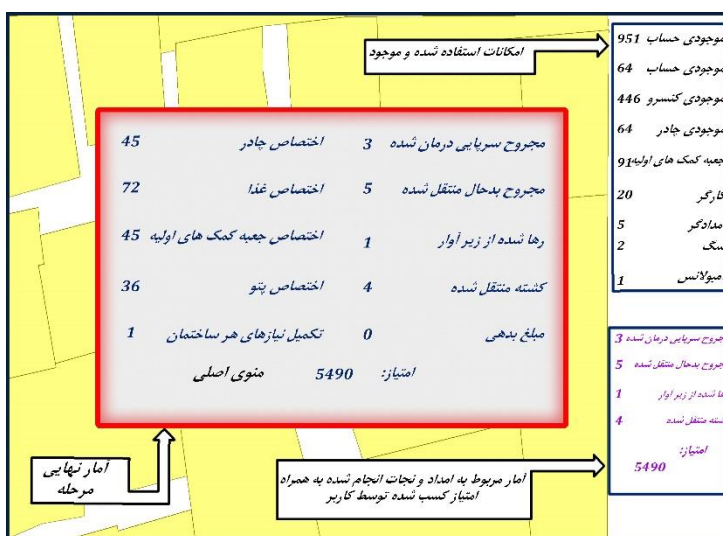 امکانات استفاده شده و موجود
موجودی حساب 951
موجودی حساب 64
موجودی کنسرو 446
موجودی چادر 64
جعبه کمک های اولیه 91
کارگر 20
امدادگر 5
سگ 2
آمبولانس 1
مجروح سرپایی درمان شده 3 اختصاص چادر 45
مجروح بدحال منتقل شده 5 اختصاص غذا 72
رها شده از زیر آوار 1 اختصاص جعبه کمک های اولیه 45
کشته منتقل شده 4 اختصاص پتو 36
مبلغ بدهی 0 تکمیل نیازهای هر ساختمان 1
امتیاز: 5490 منوی اصلی
مجروح سرپایی درمان شده 3
مجروح بدحال منتقل شده 5
رها شده از زیر آوار 1
کشته منتقل شده 4
امتیاز:
5490
آمار نهایی
مرحله
آمار مربوط به امداد و نجات انجام شده به همراه
امتیاز کسب شده توسط کاربر